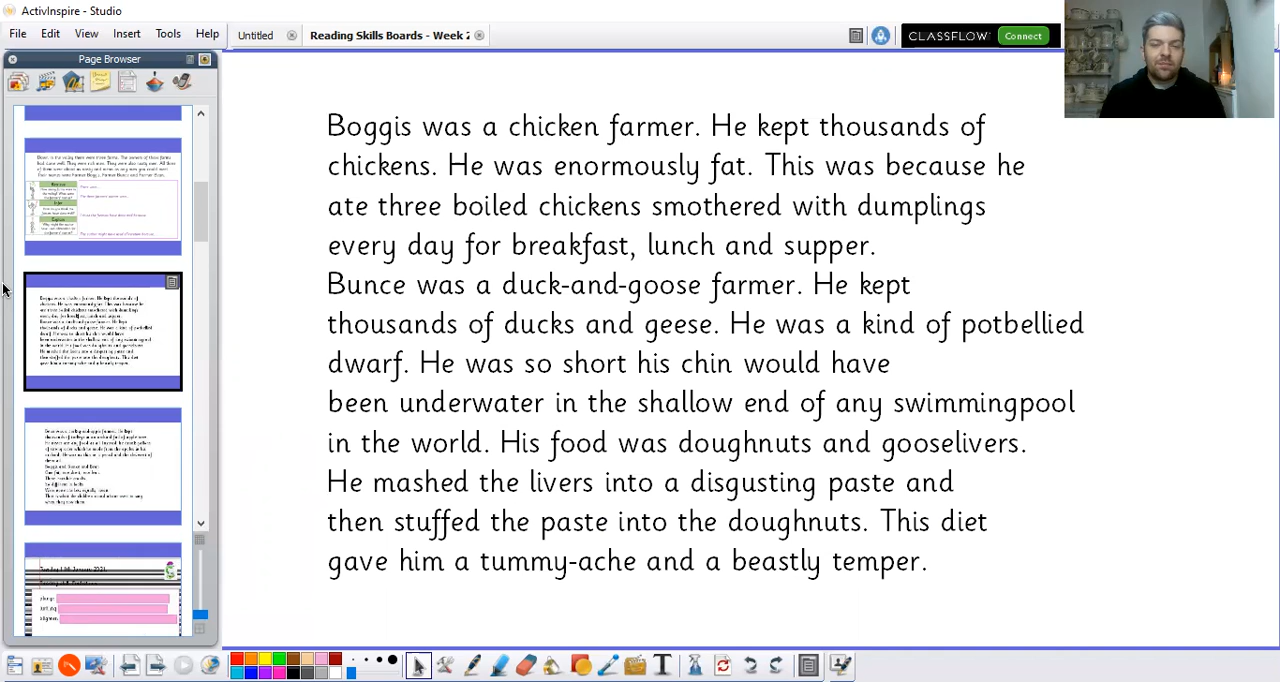 ActivInspire - Studio
File Edit View Insert Tools Help
Untitled
Reading Skills Boards - Week 2
CLASSFLOW Connect
Page Browser
Boggis was a chicken farmer. He kept thousands of
chickens. He was enormously fat. This was because he
ate three boiled chickens smothered with dumplings
every day for breakfast, lunch and supper.
Bunce was a duck-and-goose farmer. He kept
thousands of ducks and geese. He was a kind of potbellied
dwarf. He was so short his chin would have
been underwater in the shallow end of any swimmingpool
in the world. His food was doughnuts and gooselivers.
He mashed the livers into a disgusting paste and
then stuffed the paste into the doughnuts. This diet
gave him a tummy-ache and a beastly temper.